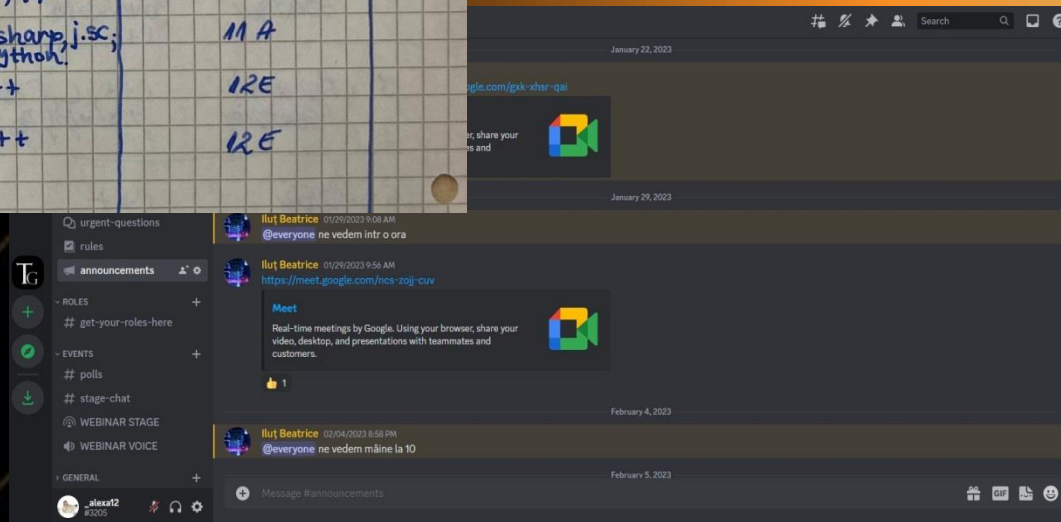 sharp, j.sc; 11 A
ython.
++ 12E
++ 12E
Search
January 22, 2023
ogle.com/gxk-xhsr-qai
er, share your
es and
January 29, 2023
urgent-questions
rules
announcements
ROLES
get-your-roles-here
EVENTS
polls
stage-chat
WEBINAR STAGE
WEBINAR VOICE
GENERAL
_alexa12
#3205
TG
Iluț Beatrice 01/29/2023 9:08 AM
@everyone ne vedem intr o ora
Iluț Beatrice 01/29/2023 9:56 AM
https://meet.google.com/ncs-zojj-cuv
Meet
Real-time meetings by Google. Using your browser, share your
video, desktop, and presentations with teammates and
customers.
1
February 4, 2023
Iluț Beatrice 02/04/2023 8:58 PM
@everyone ne vedem mâine la 10
February 5, 2023
Message #announcements
GIF